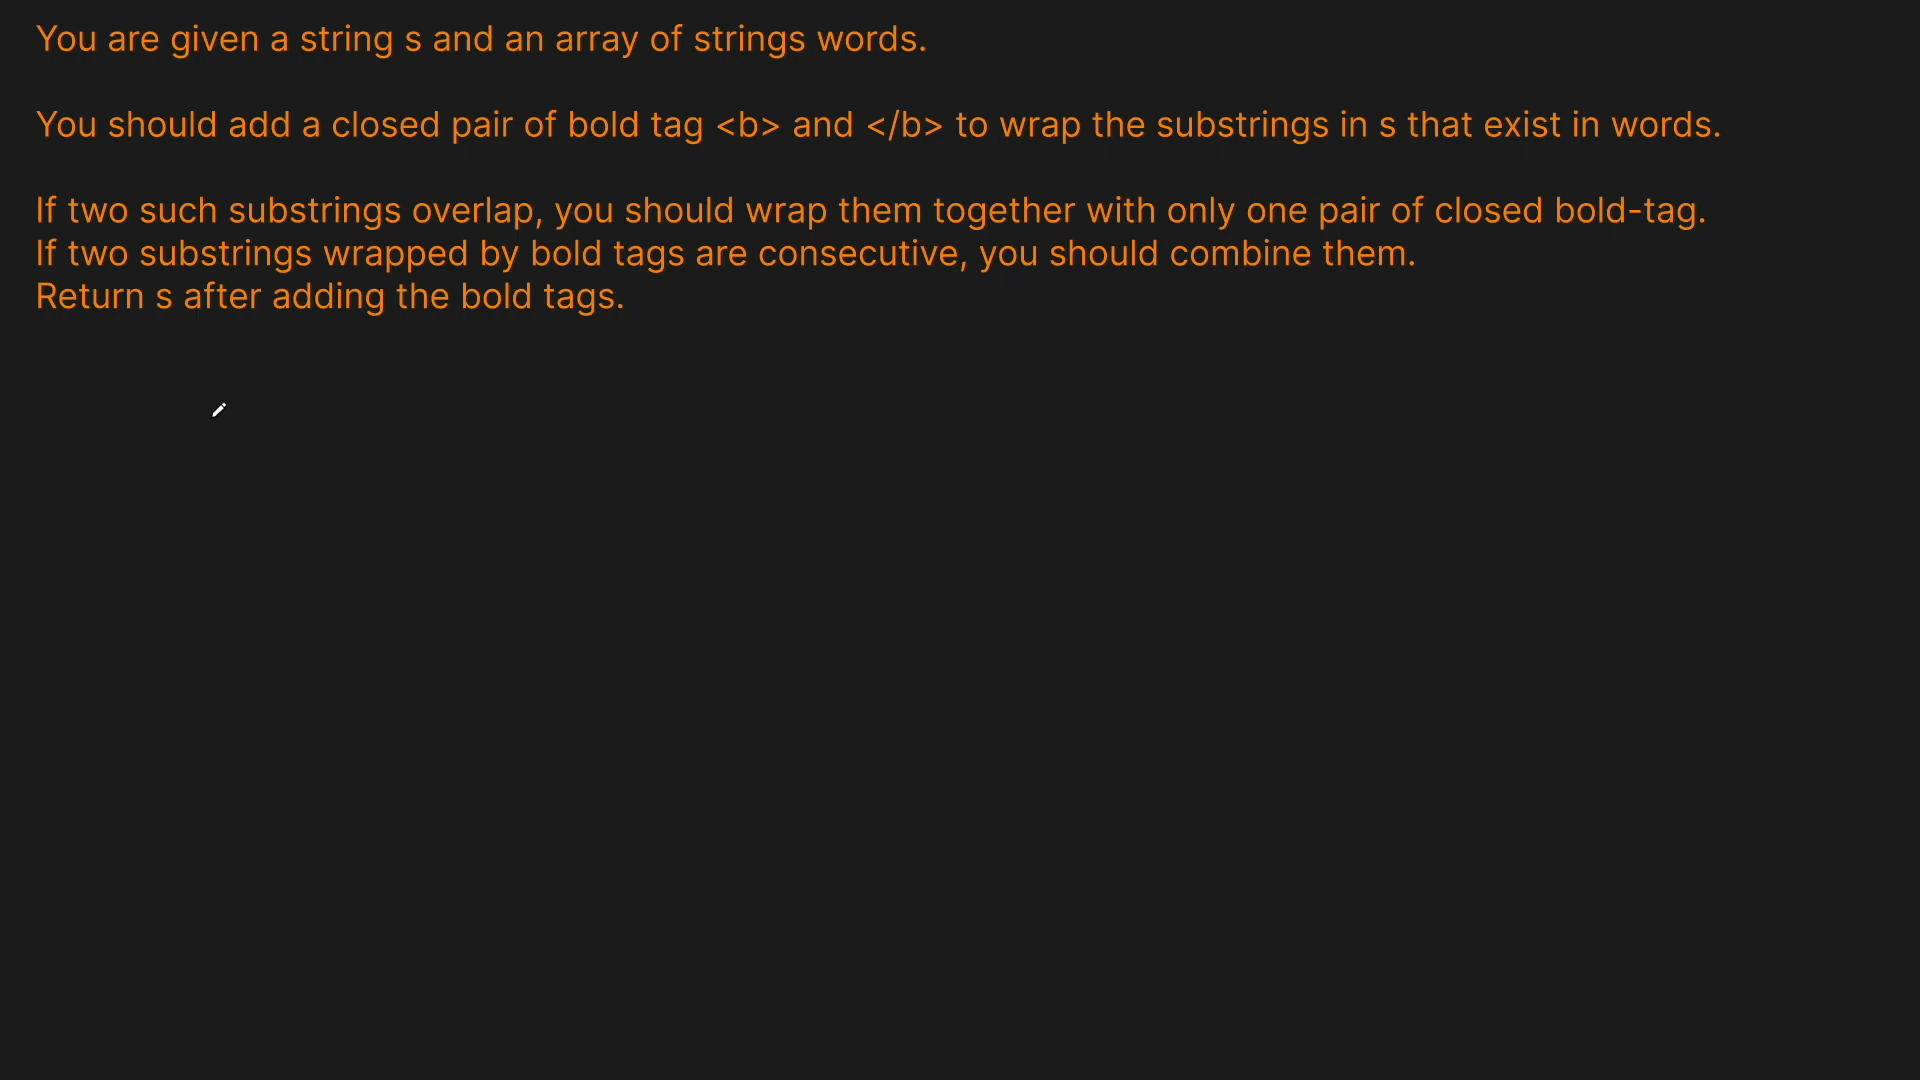 You are given a string s and an array of strings words.
You should add a closed pair of bold tag <b> and </b> to wrap the substrings in s that exist in words.
If two such substrings overlap, you should wrap them together with only one pair of closed bold-tag.
If two substrings wrapped by bold tags are consecutive, you should combine them.
Return s after adding the bold tags.